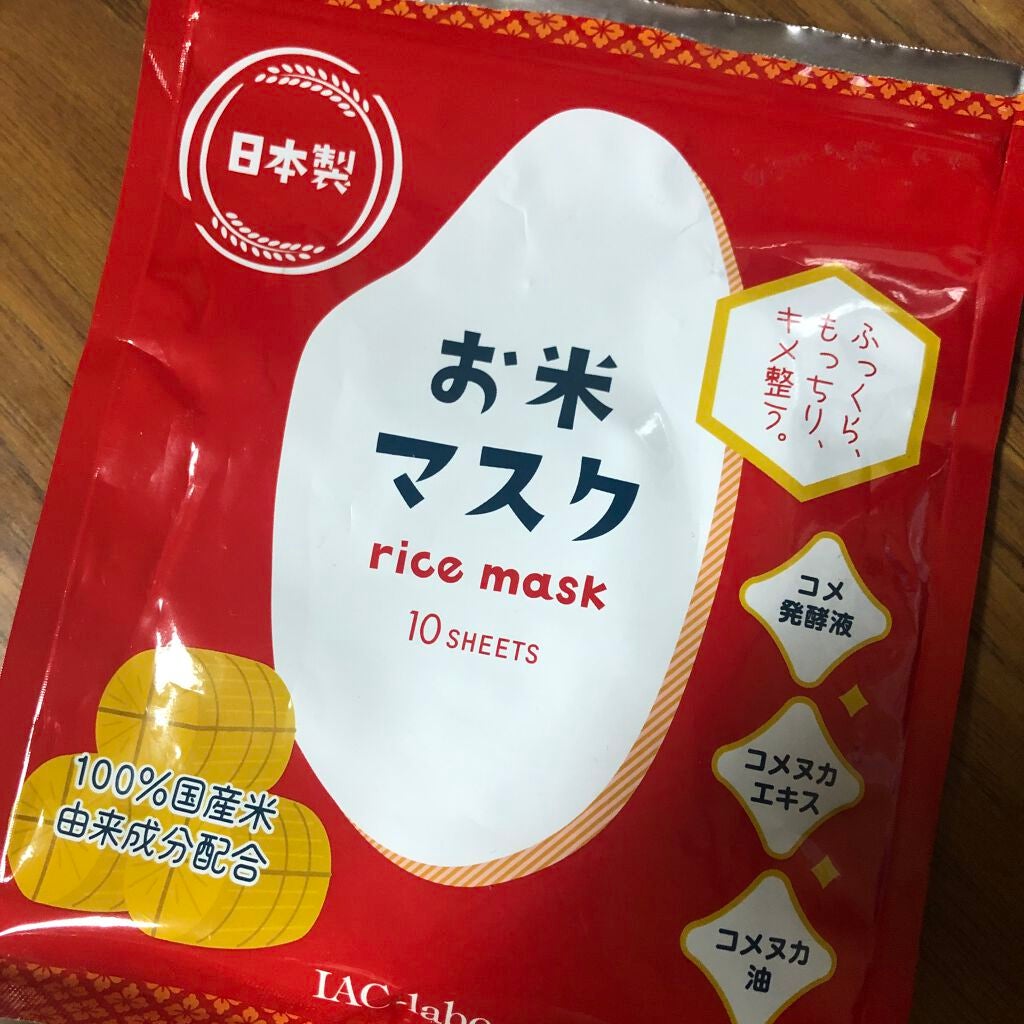 日本製
お米
マスク
rice mask
10 SHEETS
ふっくら、
もっちり、
キメ整う。
コメ
発酵液
コメヌカ
エキス
コメヌカ
油
100%国産米
由来成分配合
IAC-labo